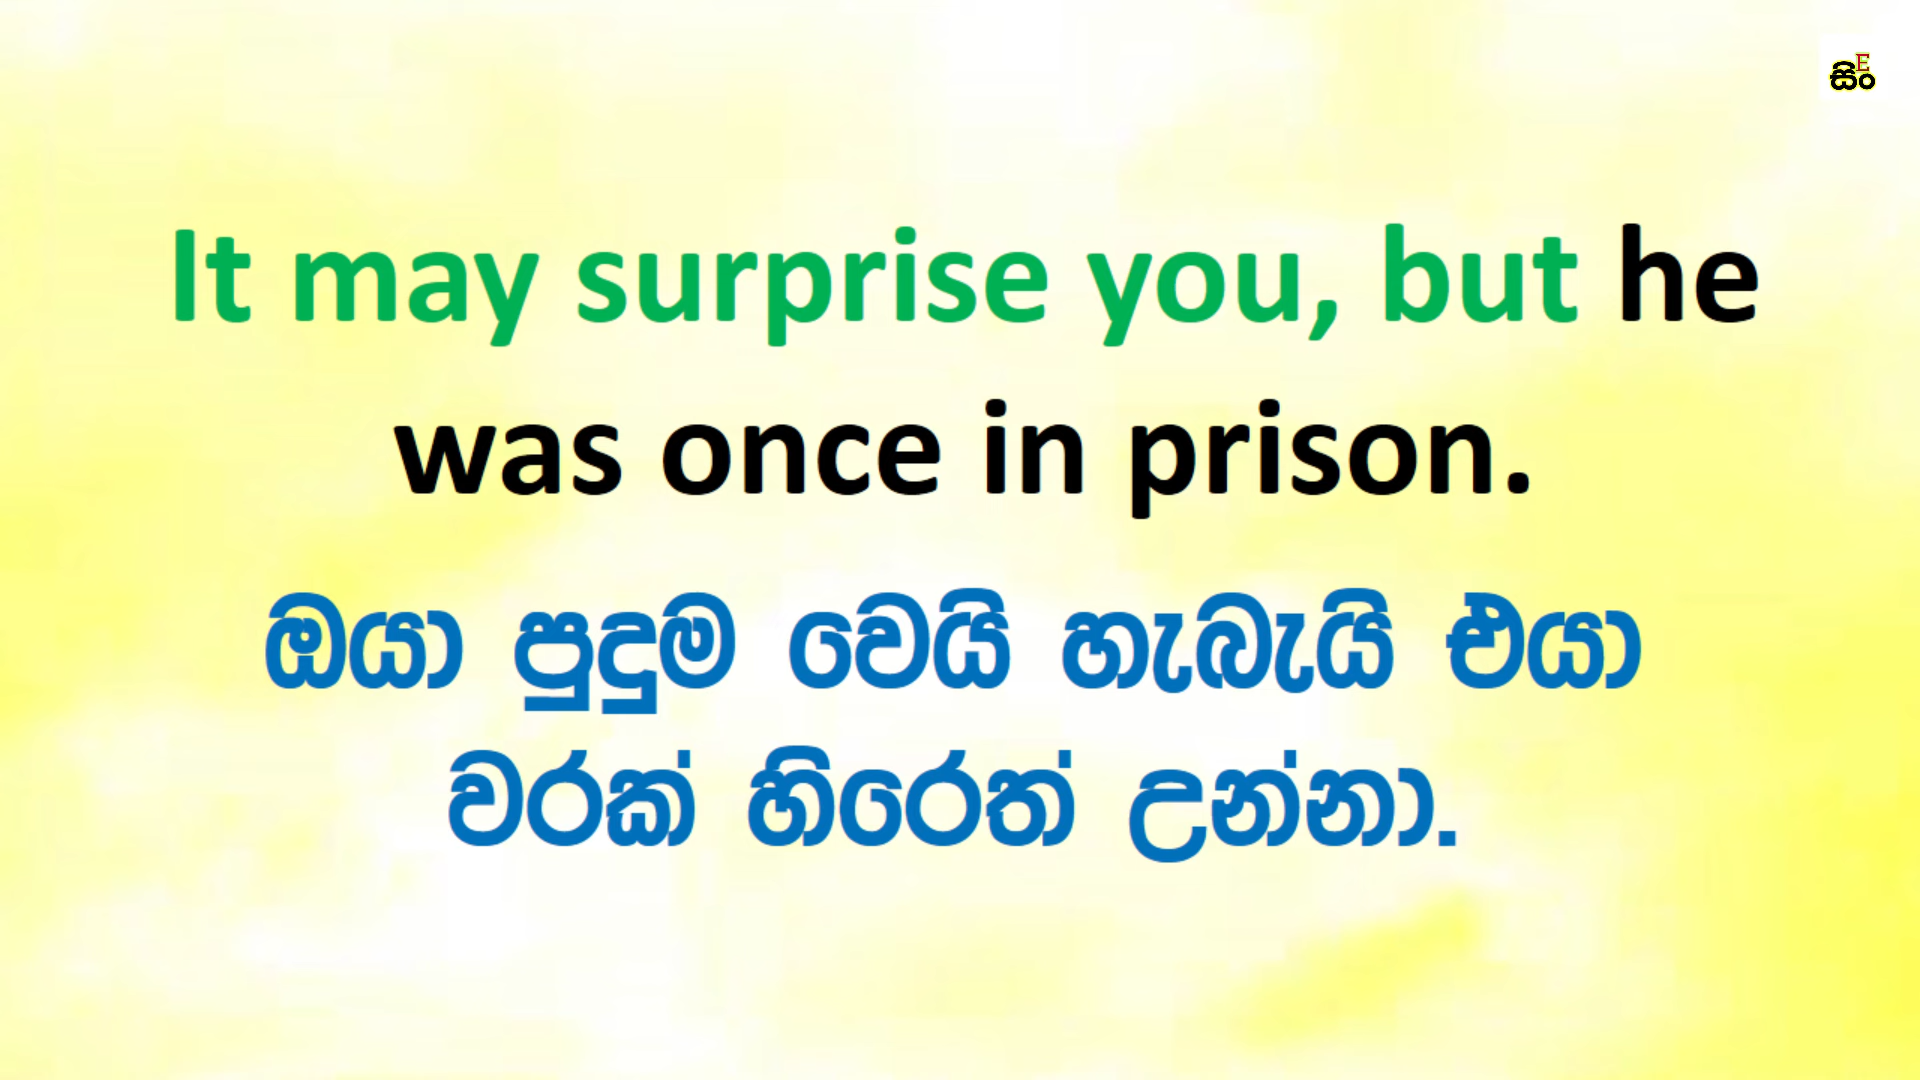 සිංE
It may surprise you, but he
was once in prison.
ඔයා පුදුම වෙයි හැබැයි එයා
වරක් හිරෙත් උන්නා.